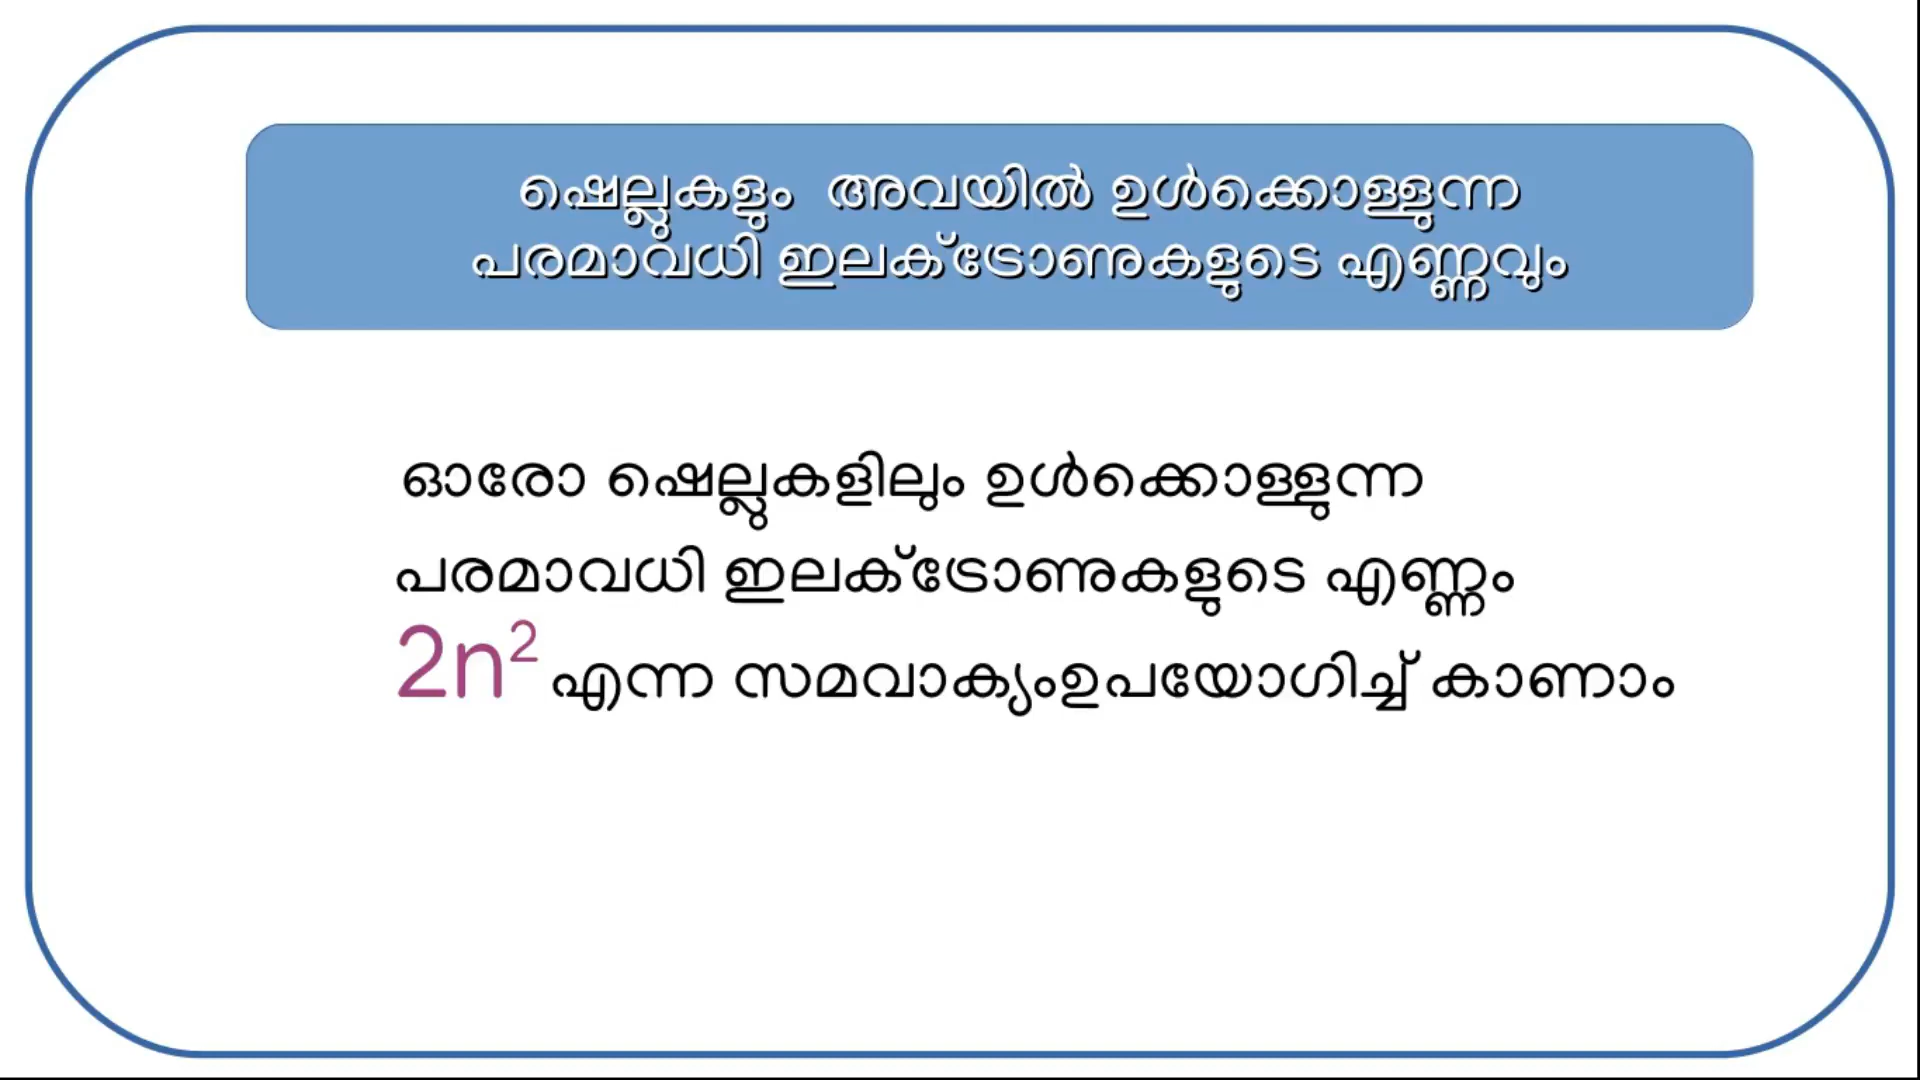 ഷെല്ലുകളും അവയിൽ ഉൾക്കൊള്ളുന്ന
പരമാവധി ഇലക്ട്രോണുകളുടെ എണ്ണവും
ഓരോ ഷെല്ലുകളിലും ഉൾക്കൊള്ളുന്ന
പരമാവധി ഇലക്ട്രോണുകളുടെ എണ്ണം
2n² എന്ന സമവാക്യംഉപയോഗിച്ച് കാണാം